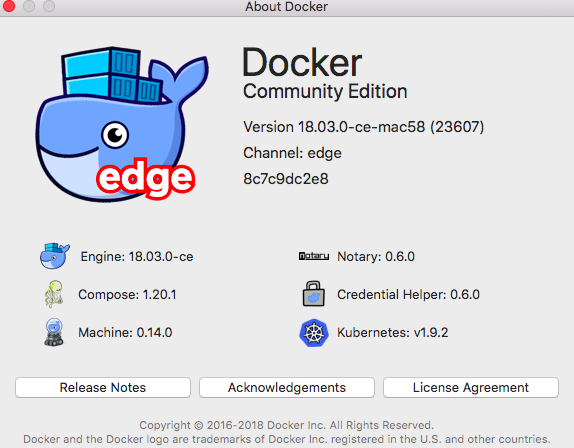 About Docker
Docker
Community Edition
Version 18.03.0-ce-mac58 (23607)
Channel: edge
8c7c9dc2e8
edge
Engine: 18.03.0-ce
Notary Notary: 0.6.0
Compose: 1.20.1
Credential Helper: 0.6.0
Machine: 0.14.0
Kubernetes: v1.9.2
Release Notes
Acknowledgements
License Agreement
Copyright © 2016-2018 Docker Inc. All Rights Reserved.
Docker and the Docker logo are trademarks of Docker Inc. registered in the U.S. and other countries.